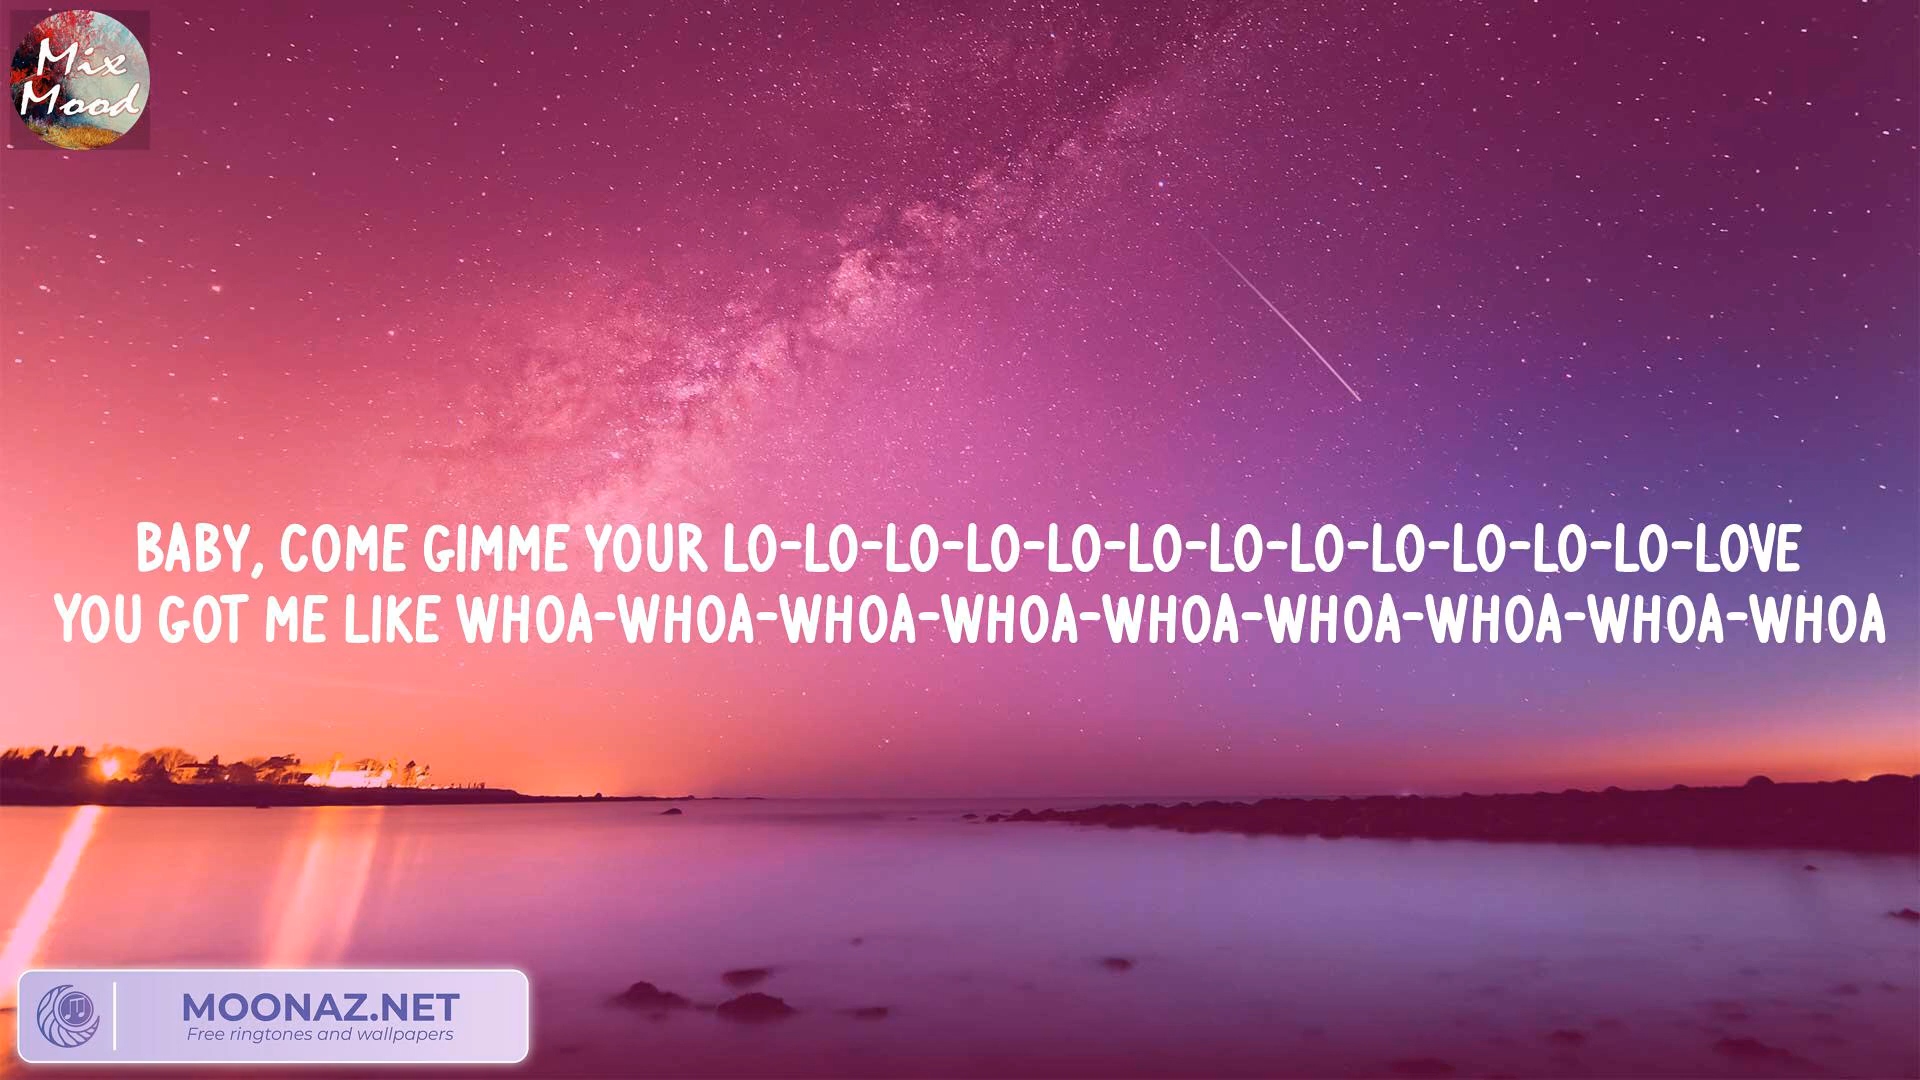 Mix
Mood
BABY, COME GIMME YOUR LO-LO-LO-LO-LO-LO-LO-LO-LO-LO-LO-LO-LOVE
YOU GOT ME LIKE WHOA-WHOA-WHOA-WHOA-WHOA-WHOA-WHOA-WHOA-WHOA
MOONAZ.NET
Free ringtones and wallpapers